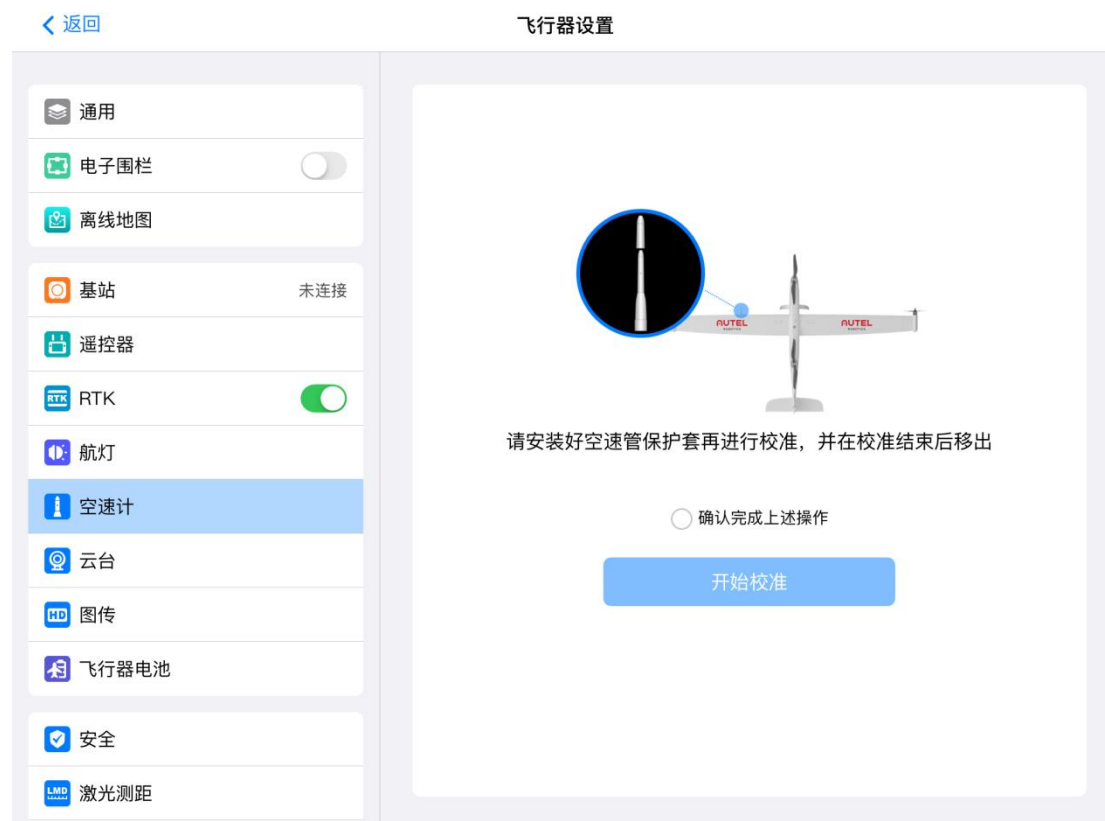 返回
飞行器设置
通用
电子围栏
离线地图
基站 未连接
遥控器
RTK RTK
航灯
空速计
云台
HD 图传
飞行器电池
安全
LMD 激光测距
AUTEL AUTEL
请安装好空速管保护套再进行校准，并在校准结束后移出
确认完成上述操作
开始校准